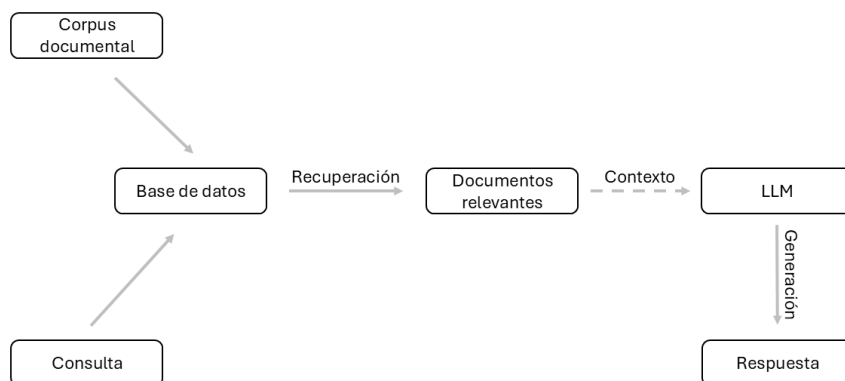 Corpus
documental
Base de datos
Recuperación
Documentos
relevantes
Contexto
LLM
Generación
Consulta
Respuesta